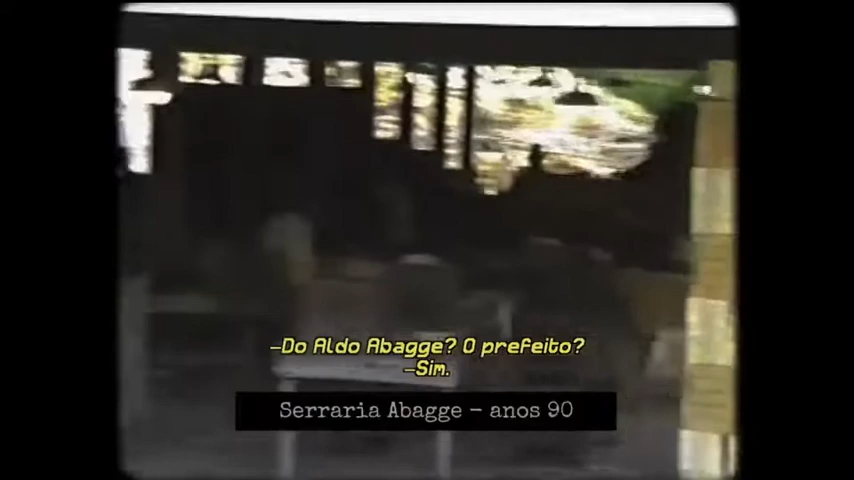 –Do Aldo Abagge? O prefeito?
–Sim.
Serraria Abagge – anos 90